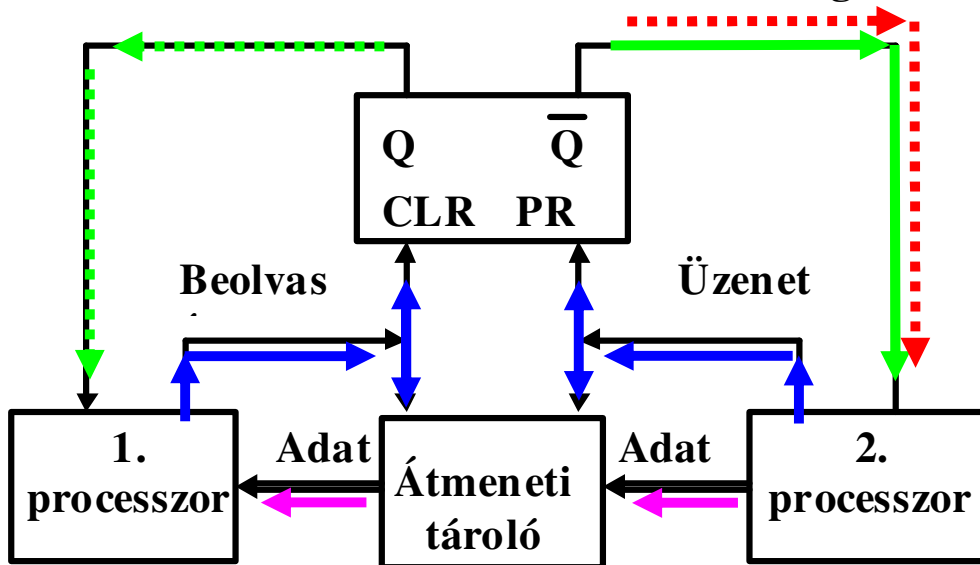 Q Q̅
CLR PR
Beolvas
Üzenet
1.
processzor
Adat
Átmeneti
tároló
Adat
2.
processzor